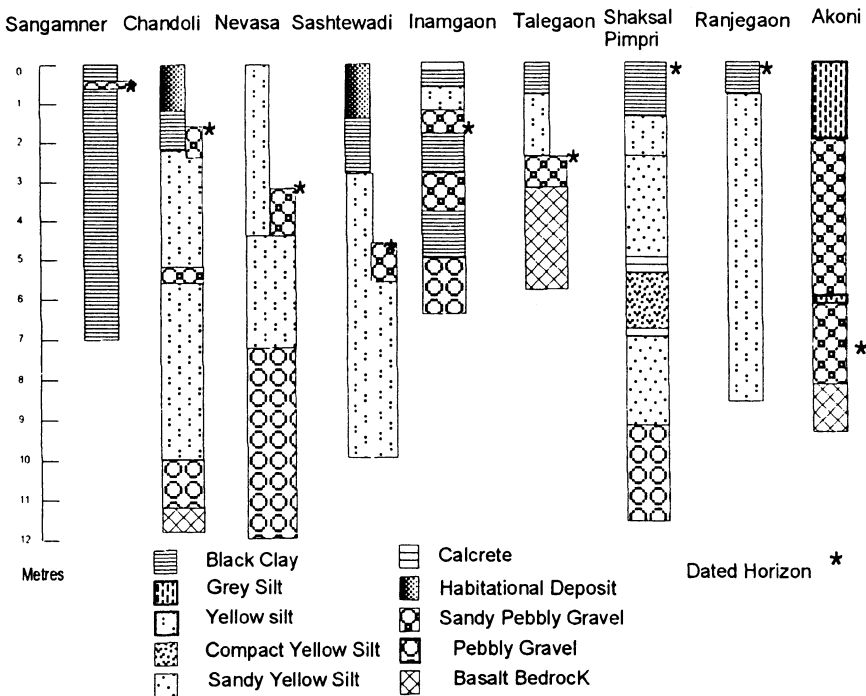 Sangamner Chandoli Nevasa Sashtewadi Inamgaon Talegaon Shaksal Pimpri Ranjegaon Akoni
0
1
2
3
4
5
6
7
8
9
10
11
12
Metres
Black Clay
Grey Silt
Yellow silt
Compact Yellow Silt
Sandy Yellow Silt
Calcrete
Habitational Deposit
Sandy Pebbly Gravel
Pebbly Gravel
Basalt BedrocK
Dated Horizon *